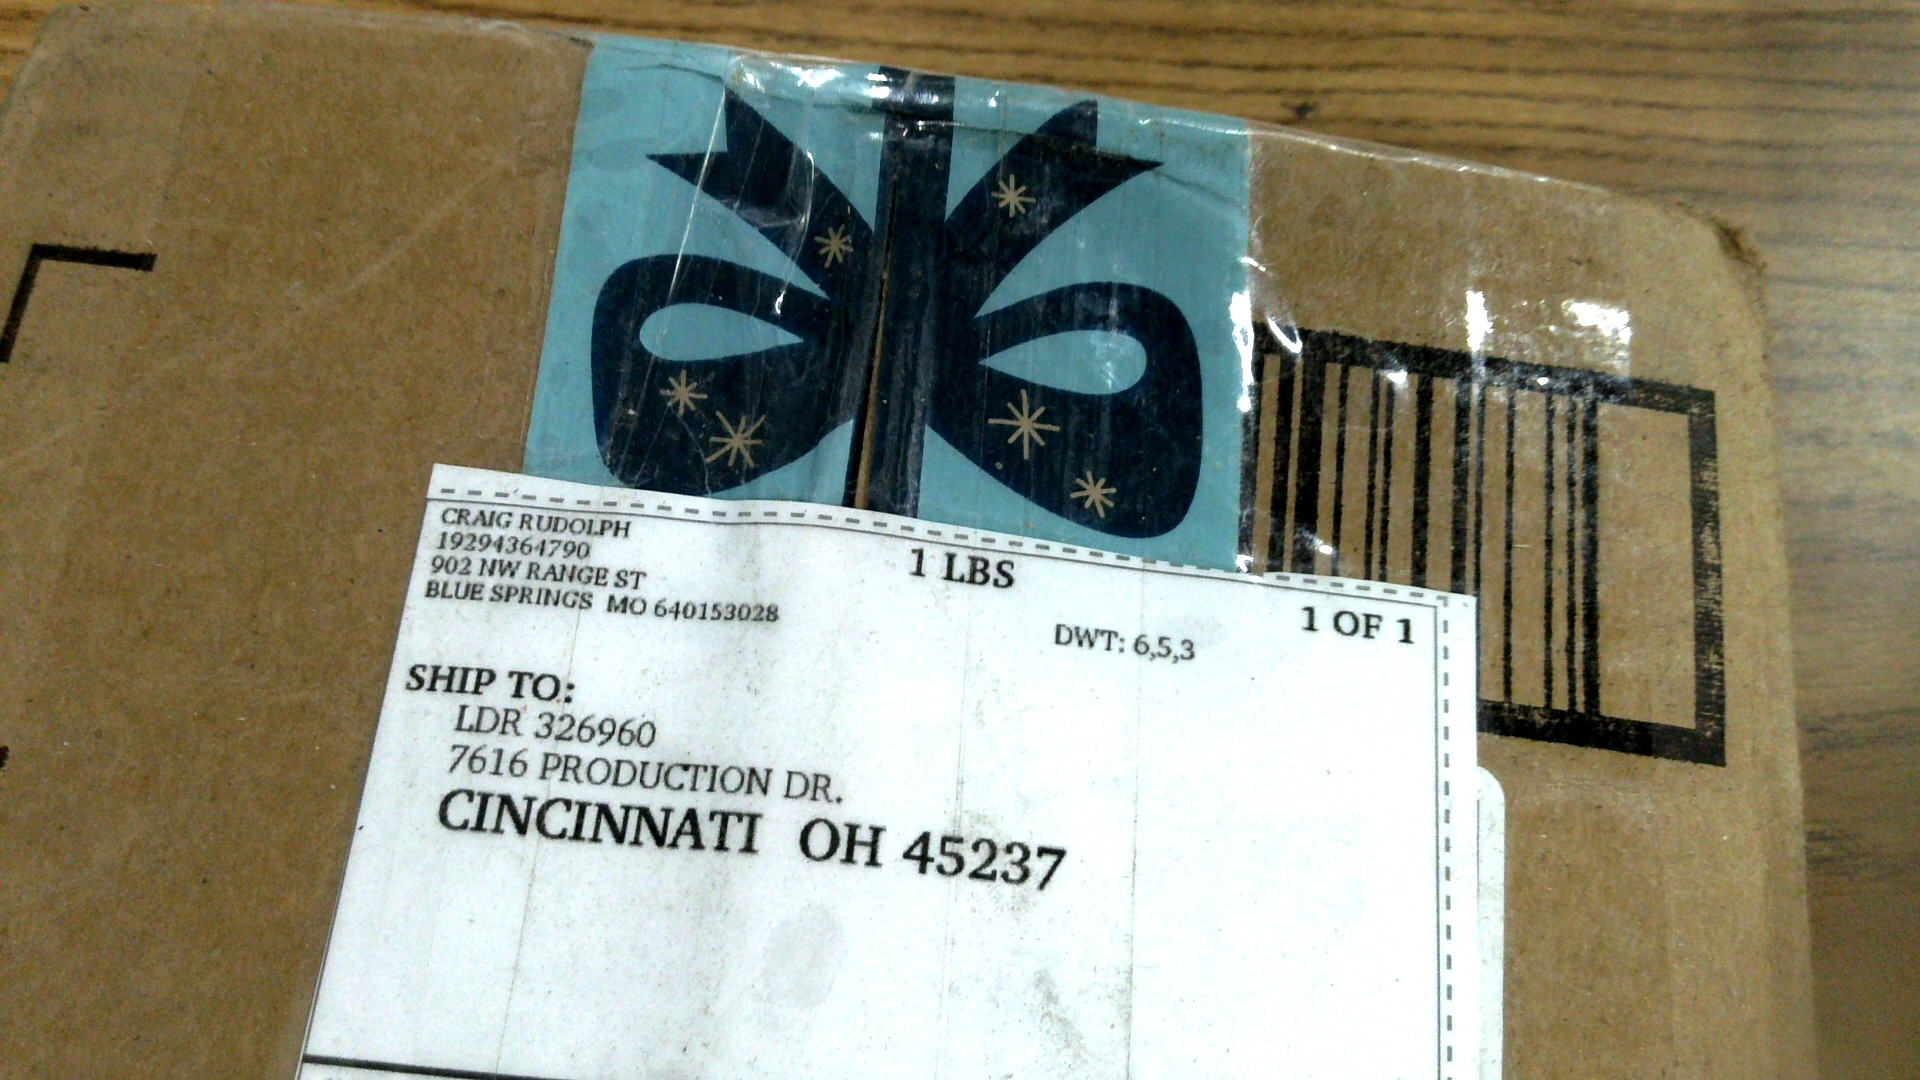 CRAIG RUDOLPH
19294364790
902 NW RANGE ST
BLUE SPRINGS MO 640153028
1 LBS
1 OF 1
DWT: 6,5,3
SHIP TO:
LDR 326960
7616 PRODUCTION DR.
CINCINNATI OH 45237